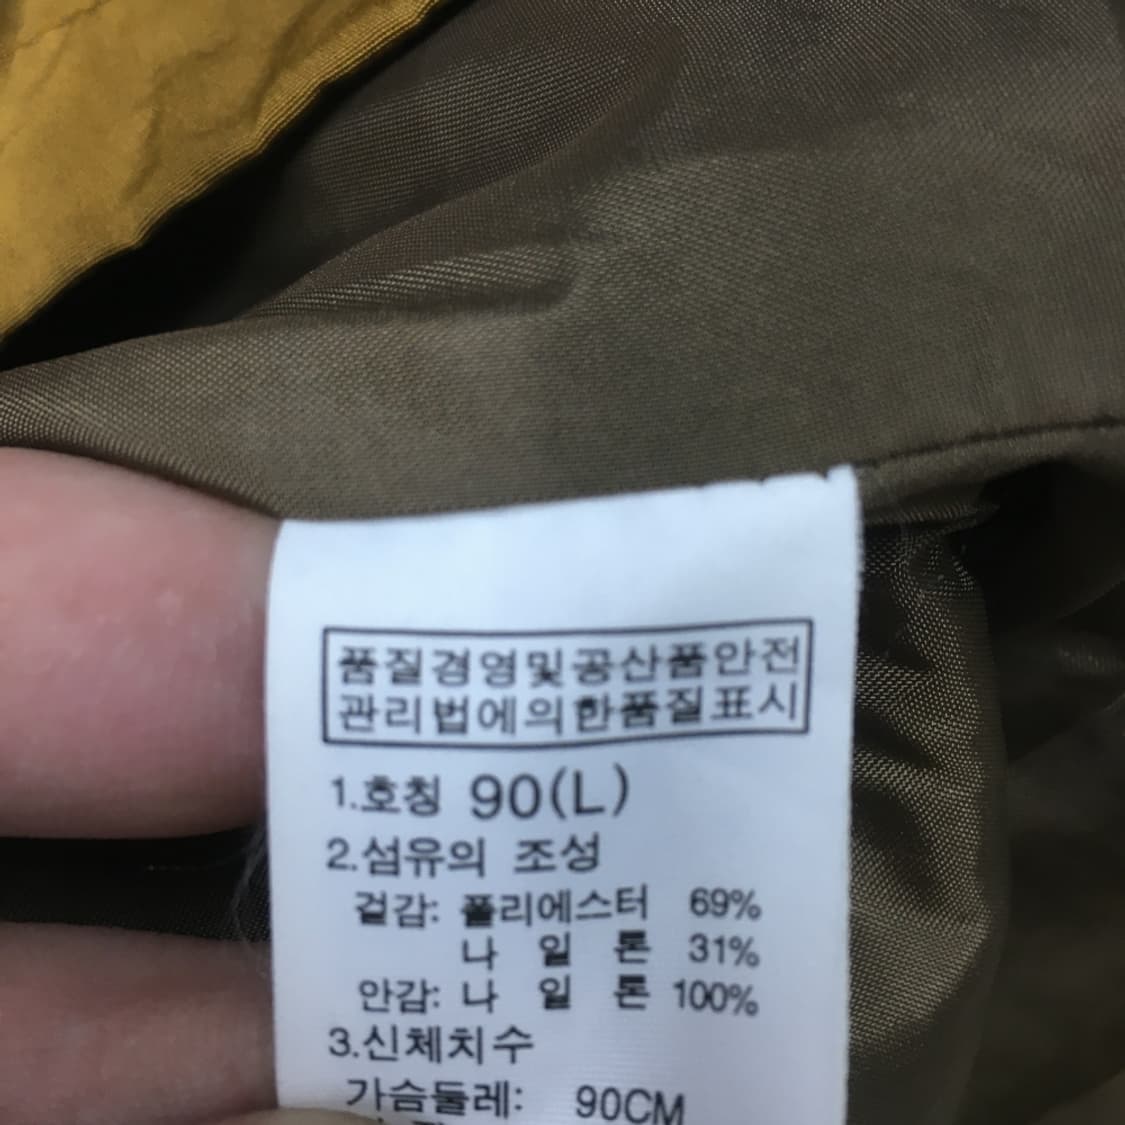 품질경영및공산품안전
관리법에의한품질표시
1.호칭 90(L)
2.섬유의 조성
겉감: 폴리에스터 69%
나 일 론 31%
안감: 나 일 론 100%
3.신체치수
가슴둘레: 90CM